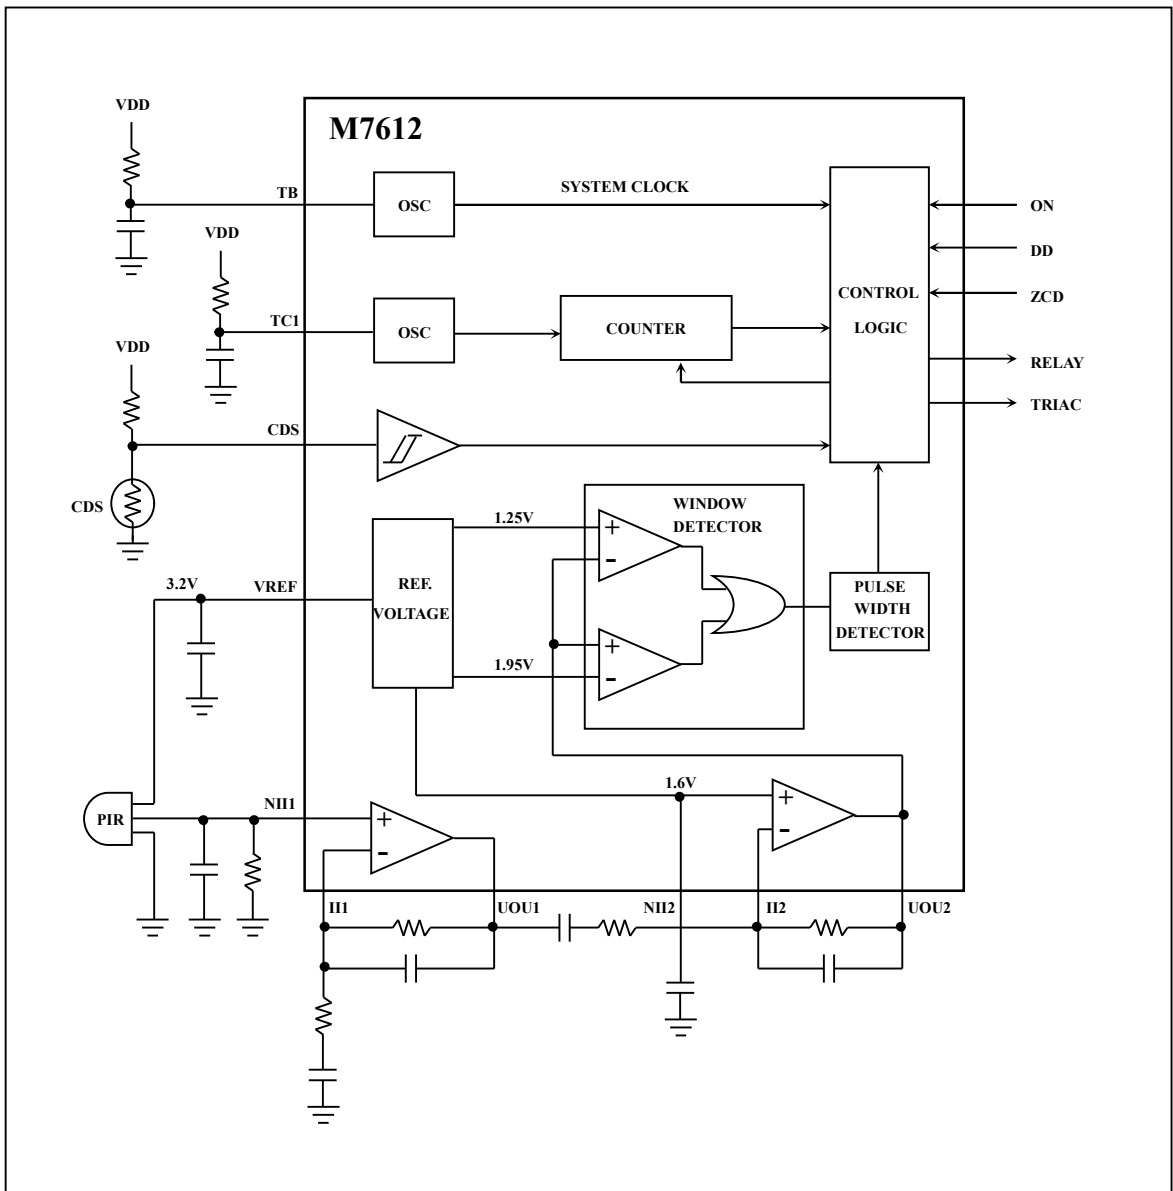 VDD
M7612
TB
OSC
SYSTEM CLOCK
ON
VDD
DD
CONTROL
LOGIC
ZCD
TC1
OSC
COUNTER
VDD
RELAY
TRIAC
CDS
CDS
WINDOW
DETECTOR
1.25V
+
-
3.2V
VREF
REF.
VOLTAGE
PULSE
WIDTH
DETECTOR
+
-
1.95V
1.6V
+
-
PIR
NII1
+
-
II1
UOU1
NII2
II2
UOU2